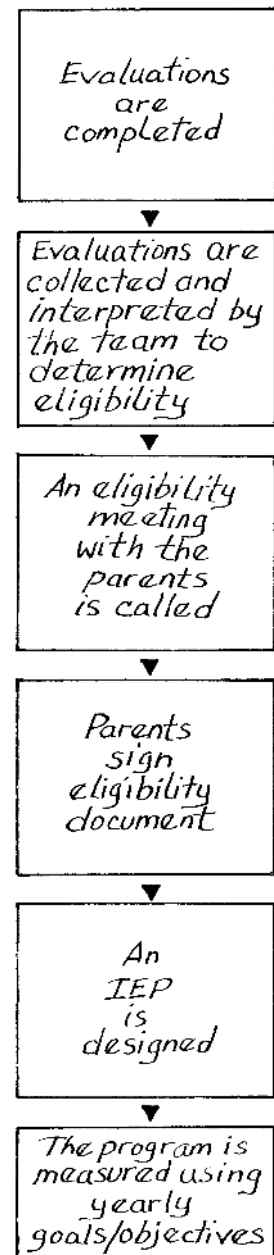 Evaluations
are
completed
Evaluations are
collected and
interpreted by
the team to
determine
eligibility
An eligibility
meeting
with the
parents
is called
Parents
sign
eligibility
document
An
IEP
is
designed
The program is
measured using
yearly
goals/objectives